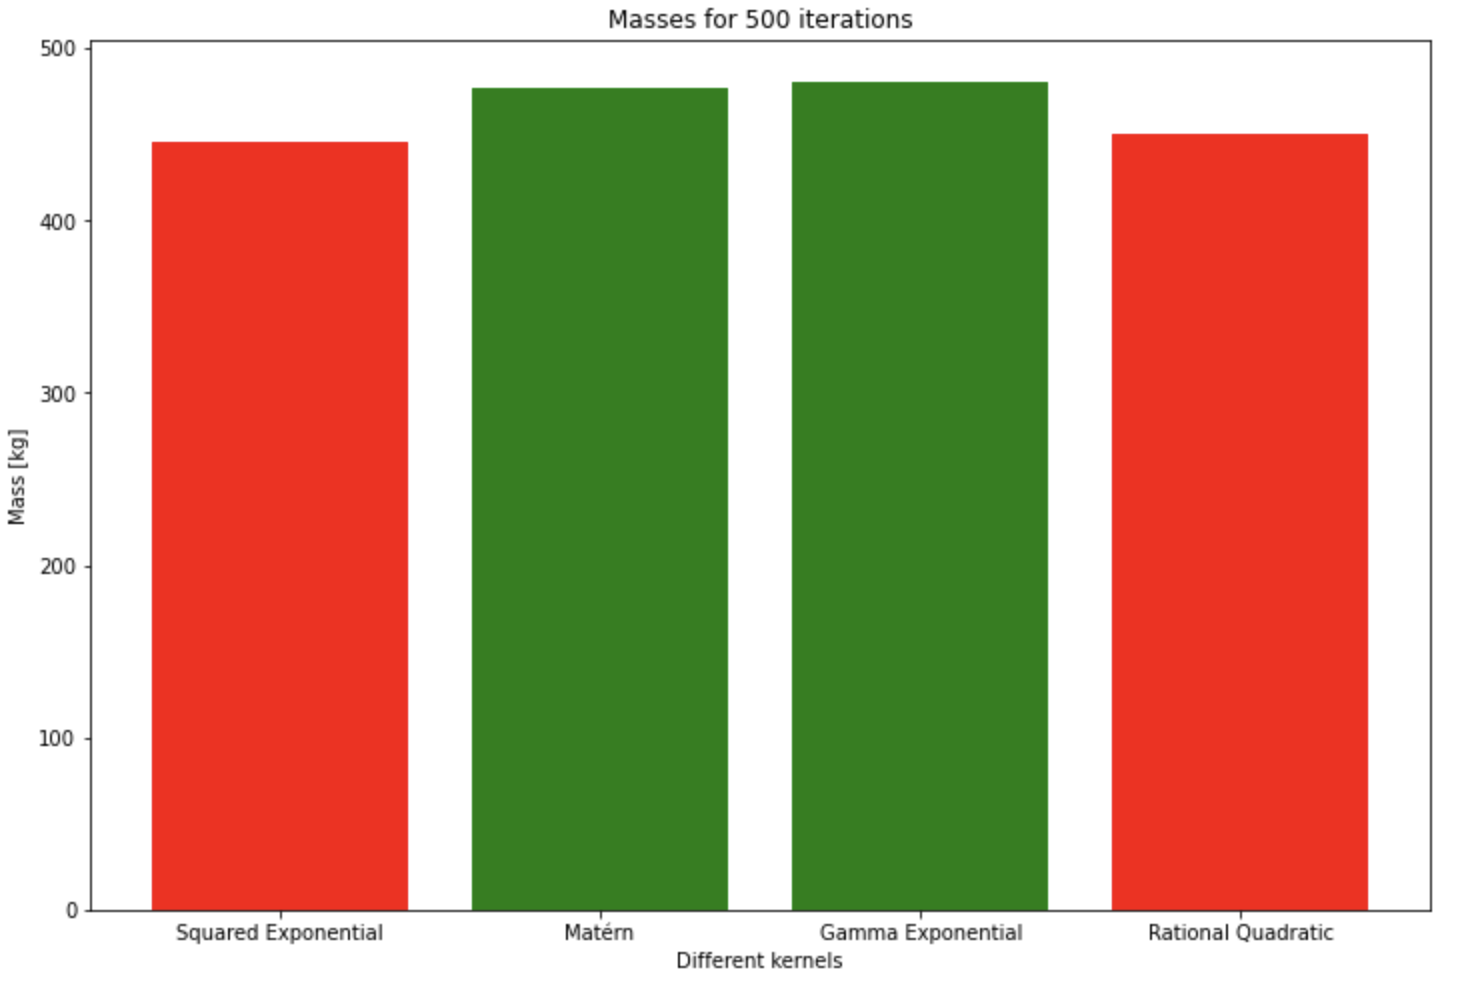 Masses for 500 iterations
500
400
300
200
100
0
Mass [kg]
Squared Exponential
Matérn
Gamma Exponential
Rational Quadratic
Different kernels